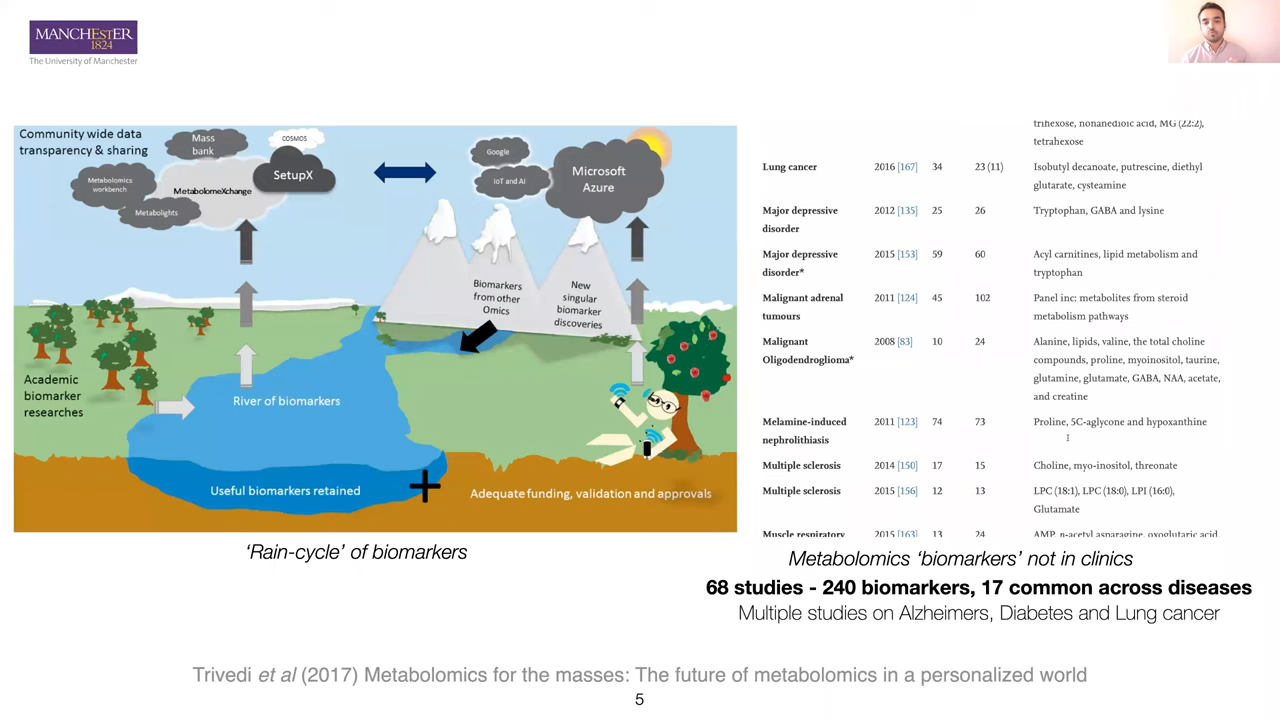 MANCHESTER
1824
The University of Manchester
Community wide data
transparency & sharing
Mass
bank
COSMOS
SetupX
Metabolomics
workbench
MetabolomeXchange
Metabolights
Google
IoT and AI
Microsoft
Azure
Biomarkers
from other
Omics
New
singular
biomarker
discoveries
Academic
biomarker
researches
River of biomarkers
Useful biomarkers retained
Adequate funding, validation and approvals
'Rain-cycle' of biomarkers
trihexose, nonanedioic acid, MG (22:2),
tetrahexose
Lung cancer 2016 [167] 34 23 (11) Isobutyl decanoate, putrescine, diethyl
glutarate, cysteamine
Major depressive 2012 [135] 25 26 Tryptophan, GABA and lysine
disorder
Major depressive 2015 [153] 59 60 Acyl carnitines, lipid metabolism and
disorder* tryptophan
Malignant adrenal 2011 [124] 45 102 Panel inc: metabolites from steroid
tumours metabolism pathways
Malignant 2008 [83] 10 24 Alanine, lipids, valine, the total choline
Oligodendroglioma* compounds, proline, myoinositol, taurine,
glutamine, glutamate, GABA, NAA, acetate,
and creatine
Melamine-induced 2011 [123] 74 73 Proline, 5C-aglycone and hypoxanthine
nephrolithiasis
Multiple sclerosis 2014 [150] 17 15 Choline, myo-inositol, threonate
Multiple sclerosis 2015 [156] 12 13 LPC (18:1), LPC (18:0), LPI (16:0),
Glutamate
Muscle respiratory 2015 [163] 13 24 AMP, n-acetyl asparagine, oxoglutaric acid,
Metabolomics 'biomarkers' not in clinics
68 studies - 240 biomarkers, 17 common across diseases
Multiple studies on Alzheimers, Diabetes and Lung cancer
Trivedi et al (2017) Metabolomics for the masses: The future of metabolomics in a personalized world
5